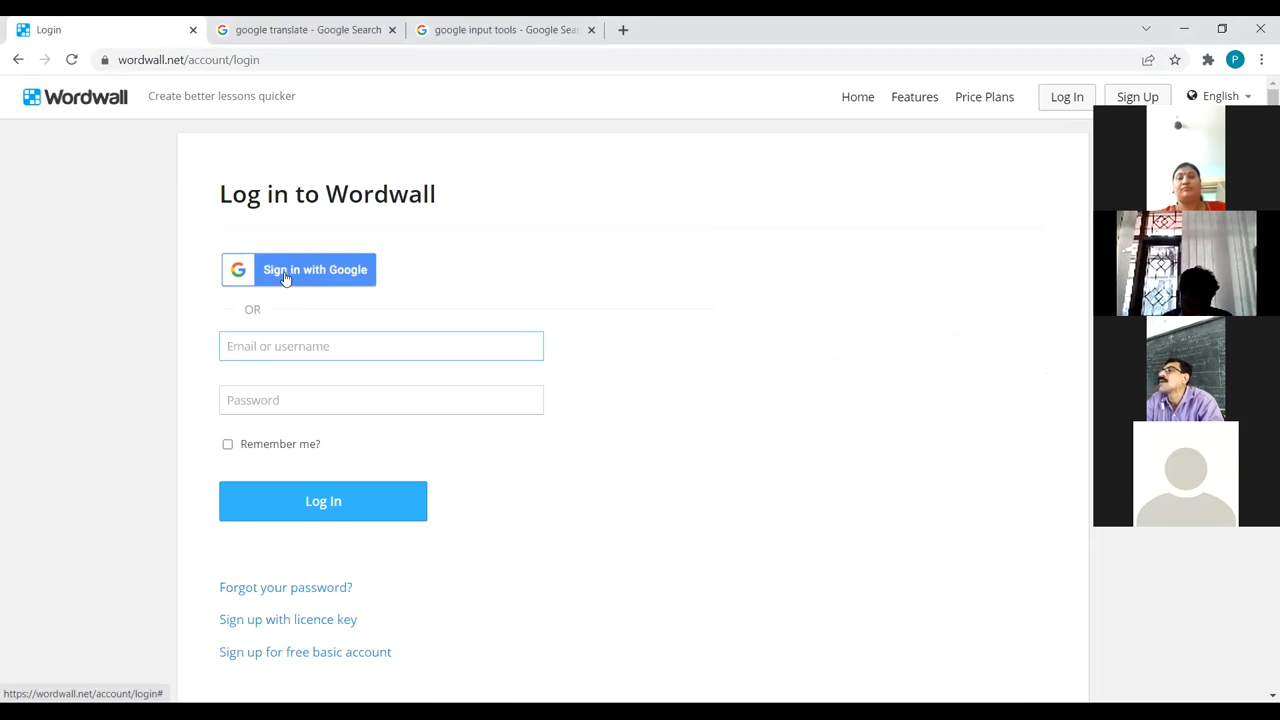 Login
google translate - Google Search
google input tools - Google Sea
wordwall.net/account/login
P
Wordwall
Create better lessons quicker
Home
Features
Price Plans
Log In
Sign Up
English
Log in to Wordwall
G Sign in with Google
OR
Email or username
Password
Remember me?
Log In
Forgot your password?
Sign up with licence key
Sign up for free basic account
https://wordwall.net/account/login#